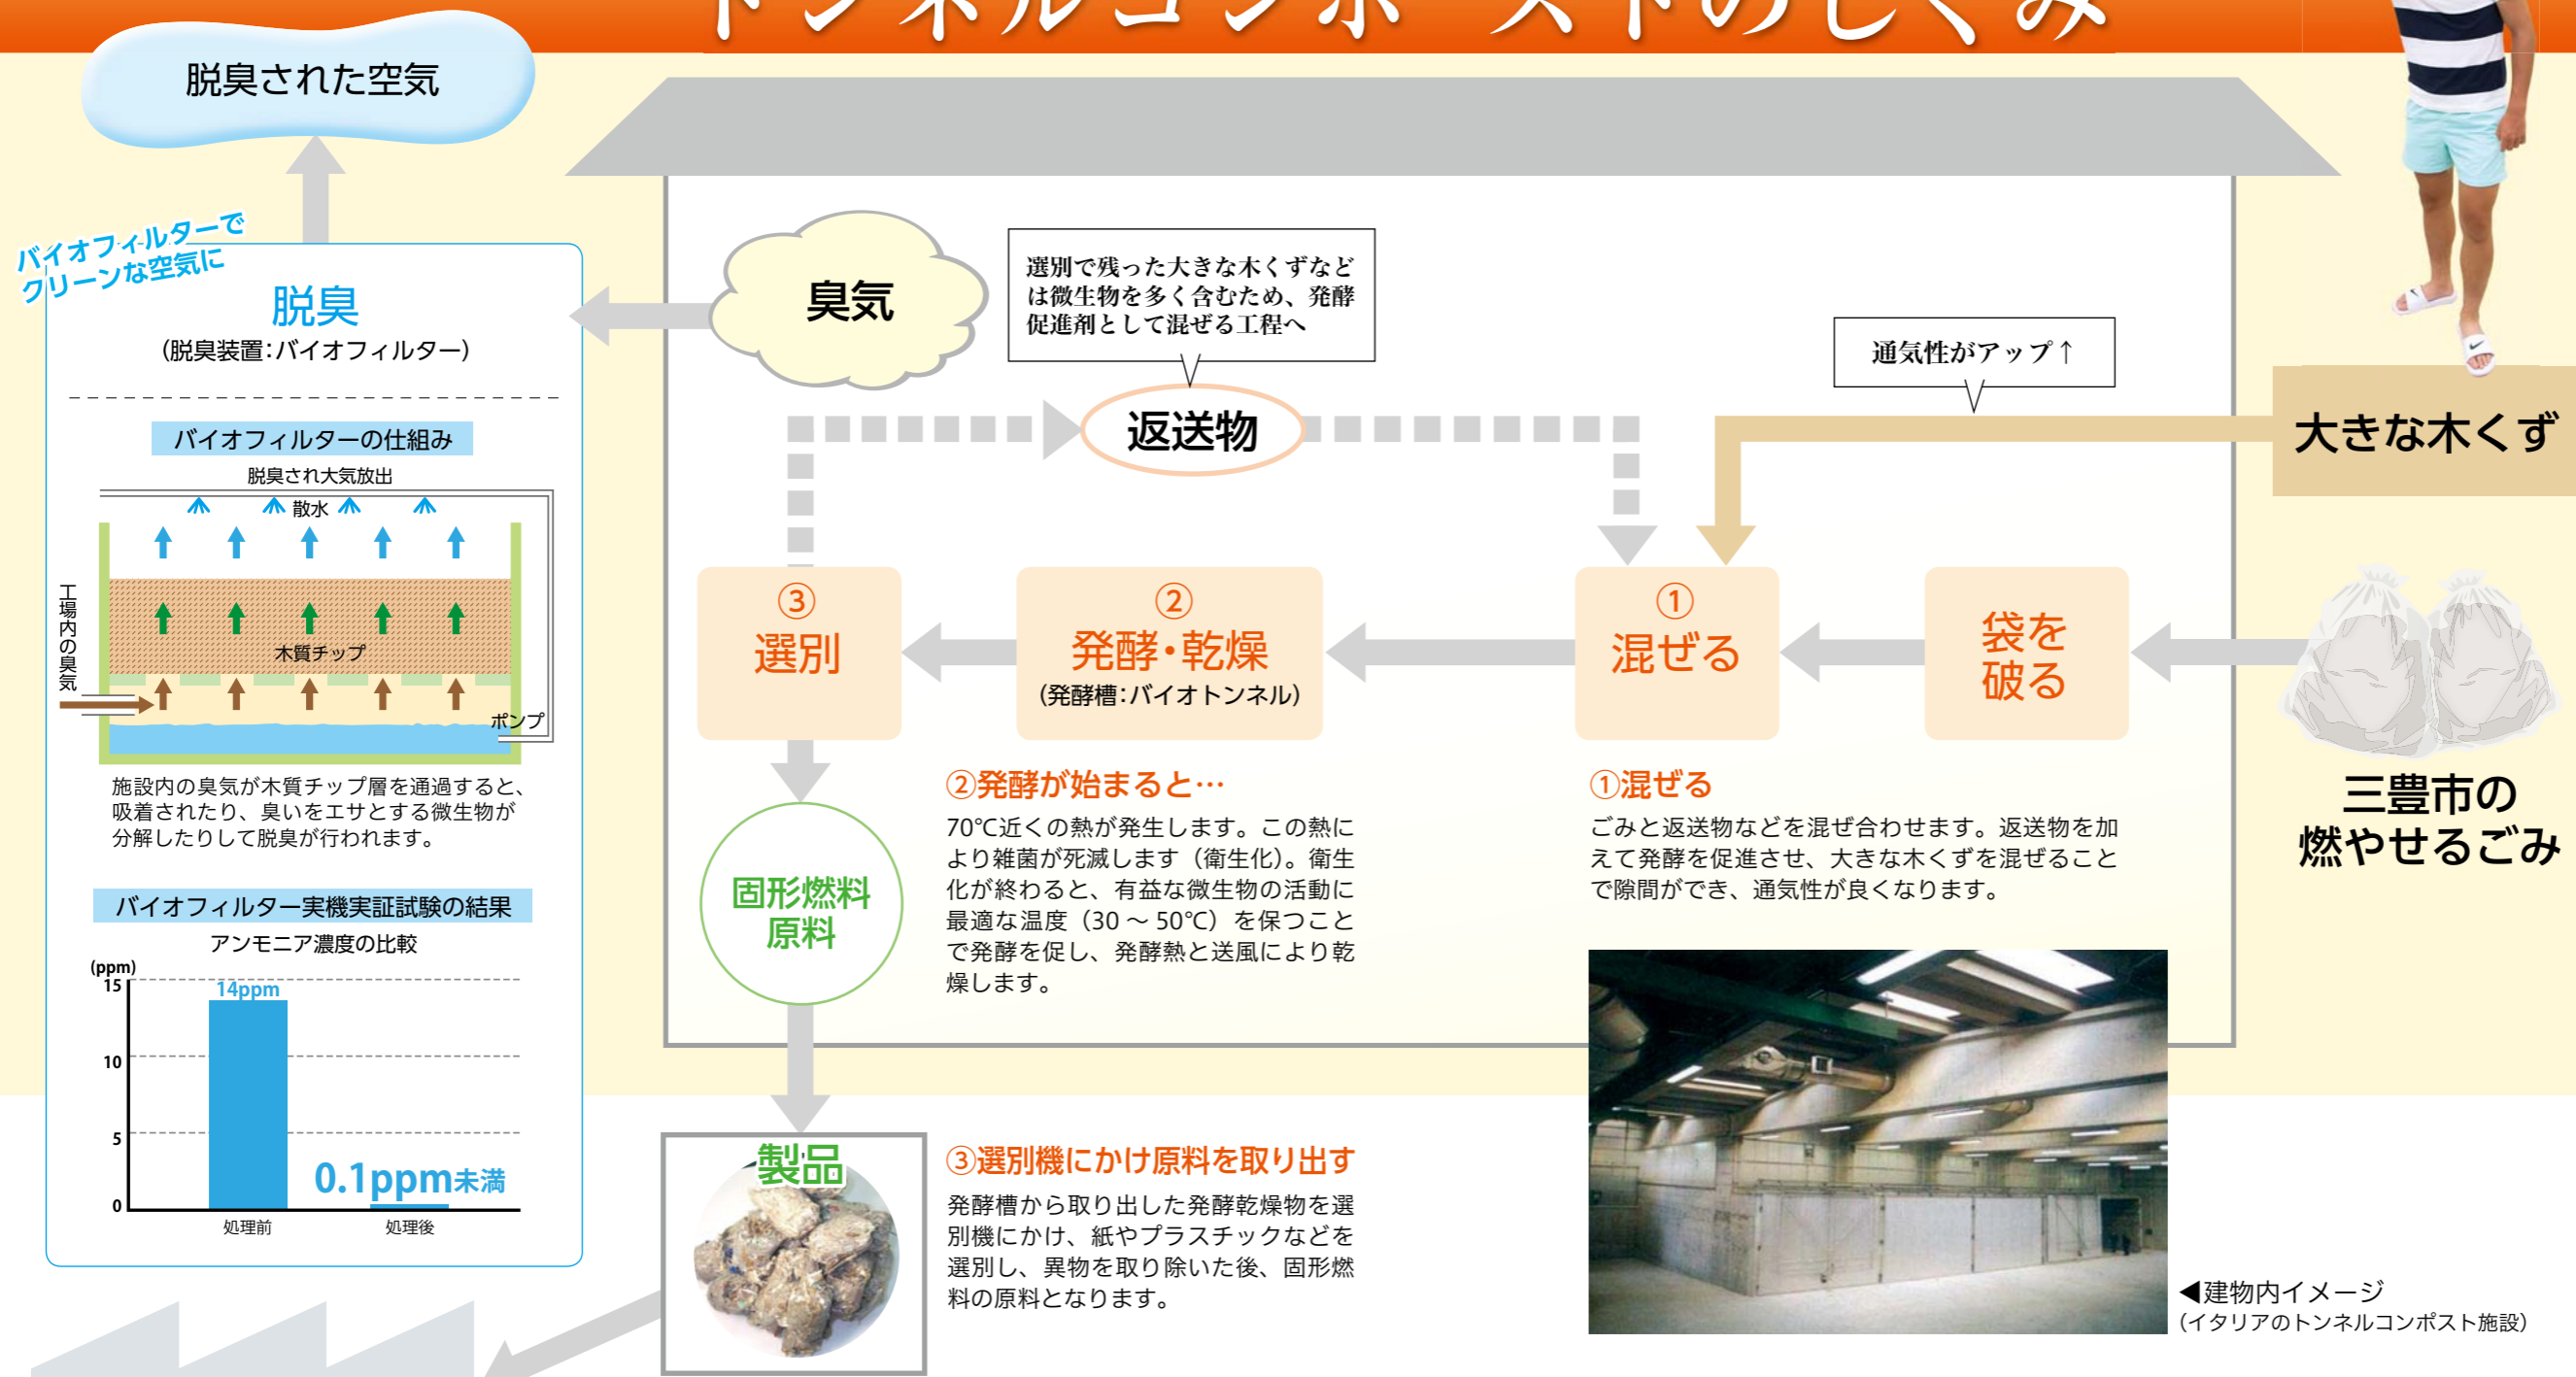 トンネルコンポーストのしくみ
脱臭された空気
バイオフィルターで
クリーンな空気に
脱臭
（脱臭装置：バイオフィルター）
バイオフィルターの仕組み
脱臭され大気放出
散水
工場内の臭気
木質チップ
ポンプ
施設内の臭気が木質チップ層を通過すると、
吸着されたり、臭いをエサとする微生物が
分解したりして脱臭が行われます。
バイオフィルター実機実証試験の結果
アンモニア濃度の比較
(ppm)
15
14ppm
10
5
0.1ppm未満
0
処理前
処理後
臭気
選別で残った大きな木くずなど
は微生物を多く含むため、発酵
促進剤として混ぜる工程へ
返送物
通気性がアップ↑
大きな木くず
三豊市の
燃やせるごみ
袋を
破る
①
混ぜる
②
発酵・乾燥
（発酵槽：バイオトンネル）
③
選別
①混ぜる
ごみと返送物などを混ぜ合わせます。返送物を加
えて発酵を促進させ、大きな木くずを混ぜること
で隙間ができ、通気性が良くなります。
②発酵が始まると…
70℃近くの熱が発生します。この熱に
より雑菌が死滅します（衛生化）。衛生
化が終わると、有益な微生物の活動に
最適な温度（30 ～ 50℃）を保つこと
で発酵を促し、発酵熱と送風により乾
燥します。
固形燃料
原料
製品
③選別機にかけ原料を取り出す
発酵槽から取り出した発酵乾燥物を選
別機にかけ、紙やプラスチックなどを
選別し、異物を取り除いた後、固形燃
料の原料となります。
◀建物内イメージ
（イタリアのトンネルコンポスト施設）